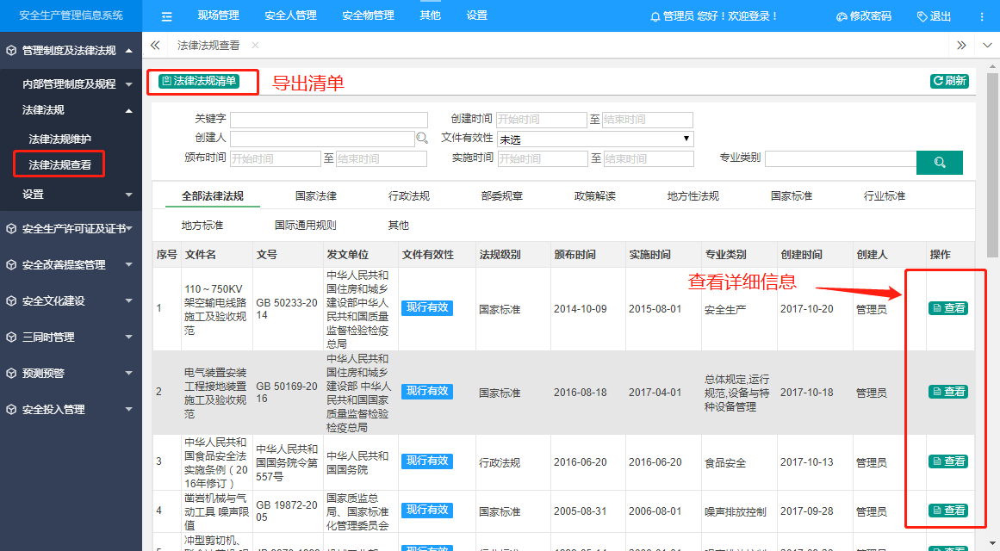 安全生产管理信息系统
现场管理 安全人管理 安全物管理 其他 设置
管理员 您好！欢迎登录！ 修改密码 退出
管理制度及法律法规
内部管理制度及规程
法律法规
法律法规维护
法律法规查看
设置
安全生产许可证及证书
安全改善提案管理
安全文化建设
三同时管理
预测预警
安全投入管理
法律法规查看
法律法规清单 导出清单 刷新
关键字 创建时间 开始时间 至 结束时间
创建人 文件有效性 未选
颁布时间 开始时间 至 结束时间 实施时间 开始时间 至 结束时间 专业类别
全部法律法规 国家法律 行政法规 部委规章 政策解读 地方性法规 国家标准 行业标准
地方标准 国际通用规则 其他
序号 文件名 文号 发文单位 文件有效性 法规级别 颁布时间 实施时间 专业类别 创建时间 创建人 操作
查看详细信息
1
110～750KV
架空输电线路
施工及验收规
范
GB 50233-20
14
中华人民共和
国住房和城乡
建设部中华人
民共和国质量
监督检验检疫
总局
现行有效 国家标准 2014-10-09 2015-08-01 安全生产 2017-10-20 管理员 查看
2
电气装置安装
工程接地装置
施工及验收规
范
GB 50169-20
16
中华人民共和
国住房和城乡
建设部 中华人
民共和国国家
质量监督检验
检疫总局
现行有效 国家标准 2016-08-18 2017-04-01
总体规定,运行
规范,设备与特
种设备管理
2017-10-18 管理员 查看
3
中华人民共和
国食品安全法
实施条例（20
16年修订）
中华人民共和
国国务院令第
557号
中华人民共和
国国务院
现行有效 行政法规 2016-06-20 2016-06-20 食品安全 2017-10-13 管理员 查看
4
凿岩机械与气
动工具 噪声限
值
GB 19872-20
05
国家质监总
局、国家标准
化管理委员会
现行有效 国家标准 2005-08-31 2006-08-01 噪声排放控制 2017-09-28 管理员 查看
冲型剪切机、
现行有效
查看